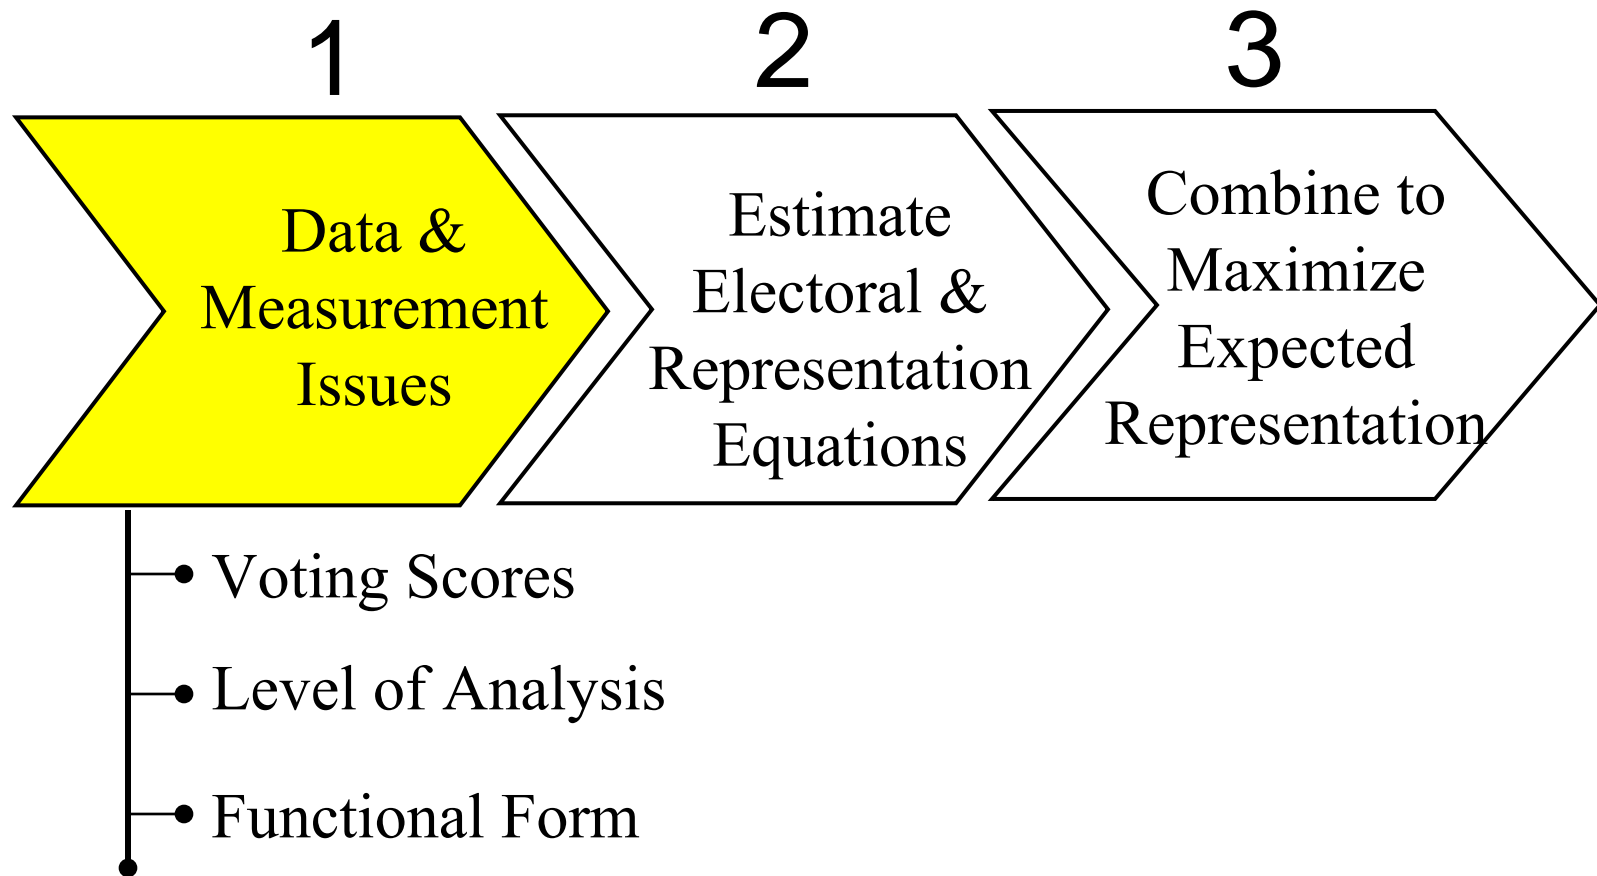 1
2
3
Data &
Measurement
Issues
Estimate
Electoral &
Representation
Equations
Combine to
Maximize
Expected
Representation
Voting Scores
Level of Analysis
Functional Form